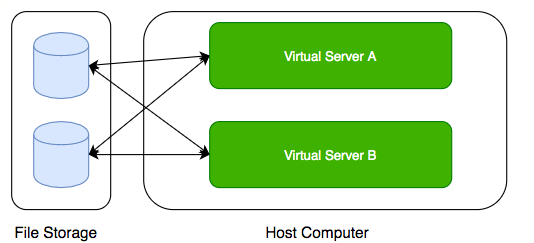 Virtual Server A
Virtual Server B
File Storage
Host Computer